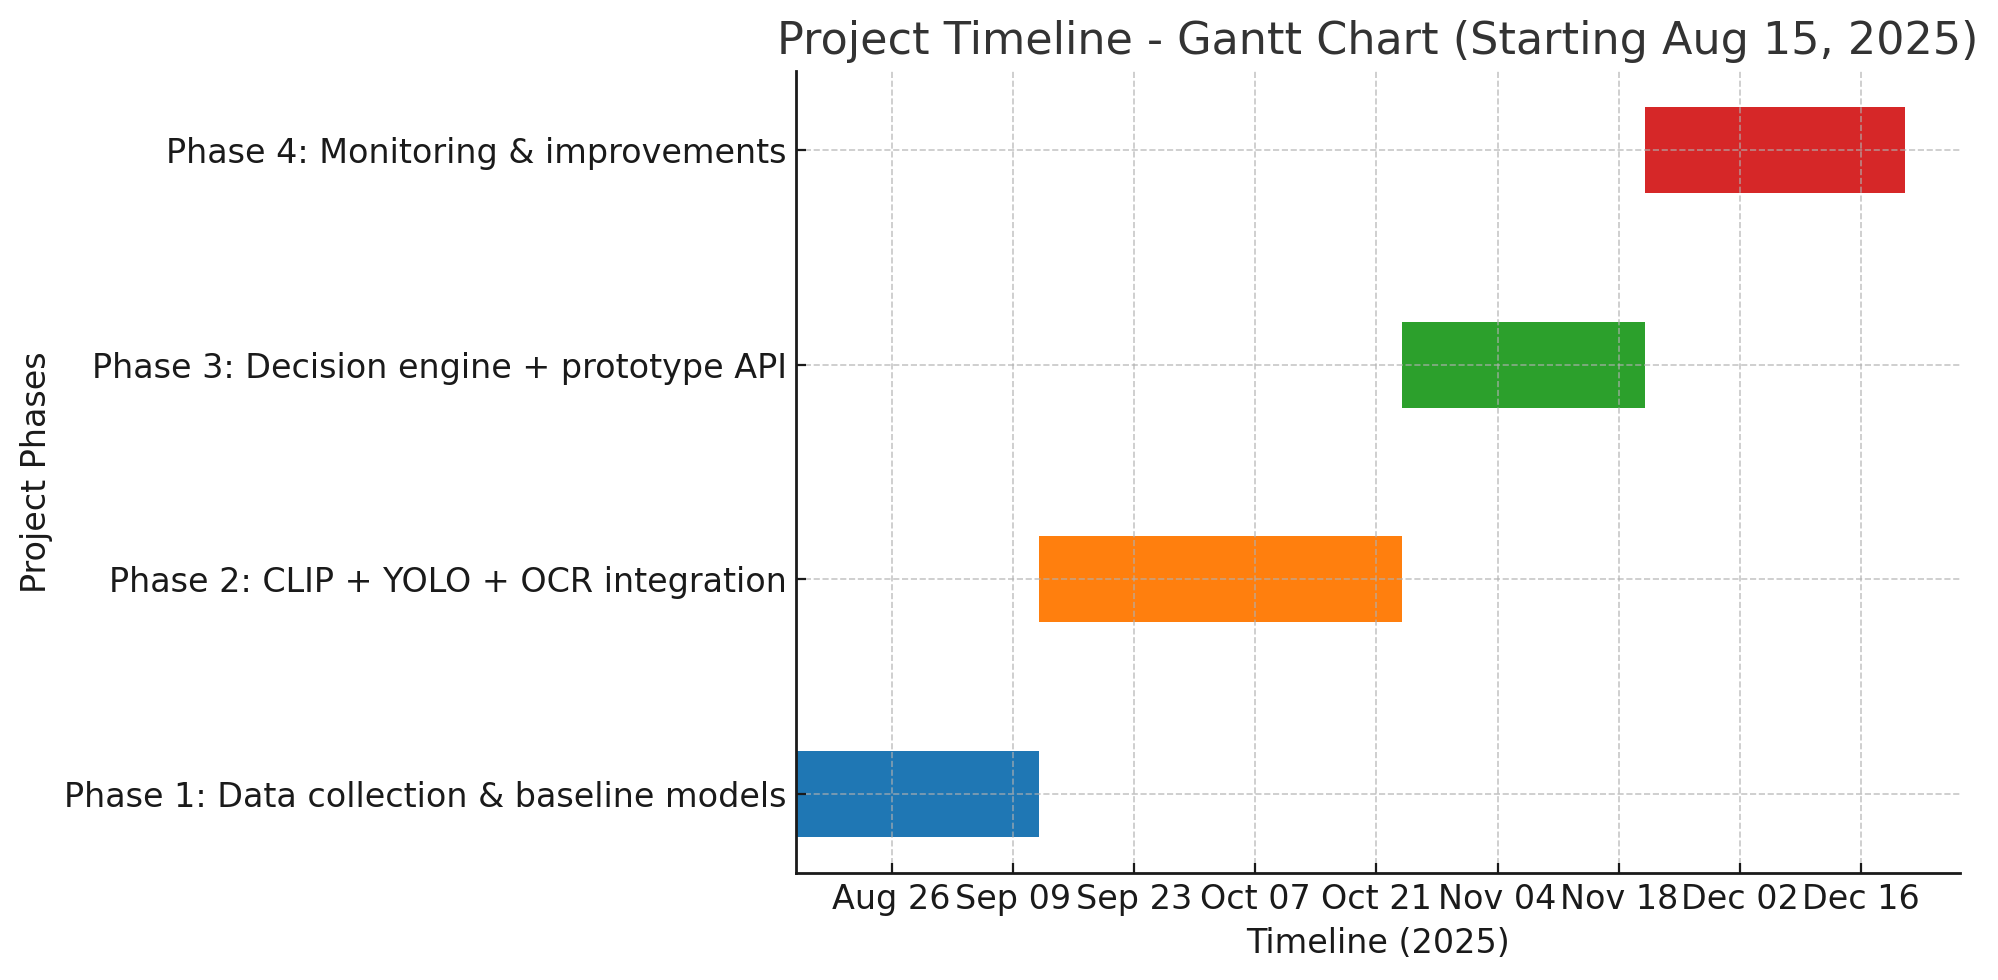 Project Timeline - Gantt Chart (Starting Aug 15, 2025)
Project Phases
Phase 4: Monitoring & improvements
Phase 3: Decision engine + prototype API
Phase 2: CLIP + YOLO + OCR integration
Phase 1: Data collection & baseline models
Aug 26 Sep 09 Sep 23 Oct 07 Oct 21 Nov 04 Nov 18 Dec 02 Dec 16
Timeline (2025)